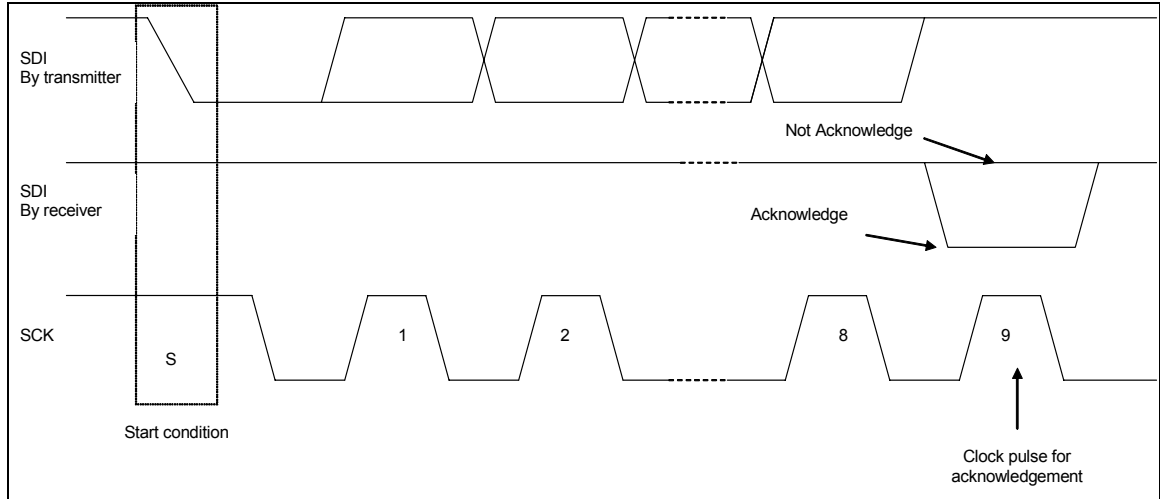 SDI
By transmitter
Not Acknowledge
SDI
By receiver
Acknowledge
SCK
S
1
2
8
9
Start condition
Clock pulse for
acknowledgement